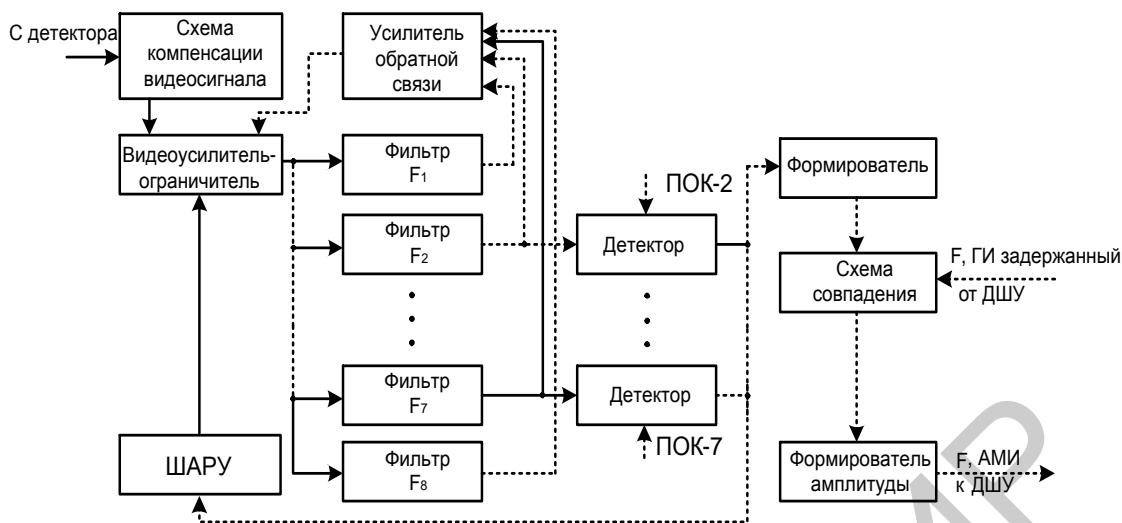 С детектора
Схема
компенсации
видеосигнала
Усилитель
обратной
связи
Видеоусилитель-
ограничитель
Фильтр
F1
Формирователь
ПОК-2
Фильтр
F2
Детектор
Схема
совпадения
F, ГИ задержанный
от ДШУ
Фильтр
F7
Детектор
ПОК-7
ШАРУ
Фильтр
F8
Формирователь
амплитуды
F, АМИ
к ДШУ